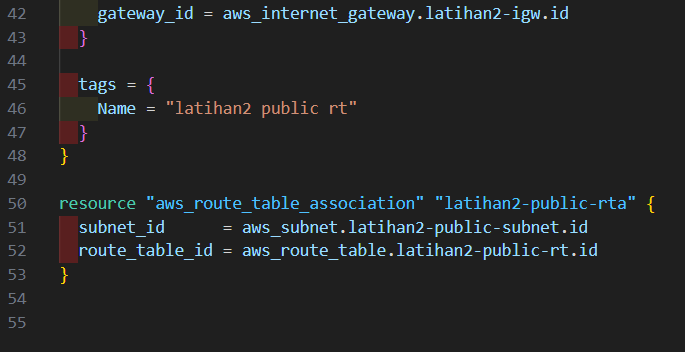 42 gateway_id = aws_internet_gateway.latihan2-igw.id
43 }
44
45 tags = {
46 Name = "latihan2 public rt"
47 }
48 }
49
50 resource "aws_route_table_association" "latihan2-public-rta" {
51 subnet_id      = aws_subnet.latihan2-public-subnet.id
52 route_table_id = aws_route_table.latihan2-public-rt.id
53 }
54
55